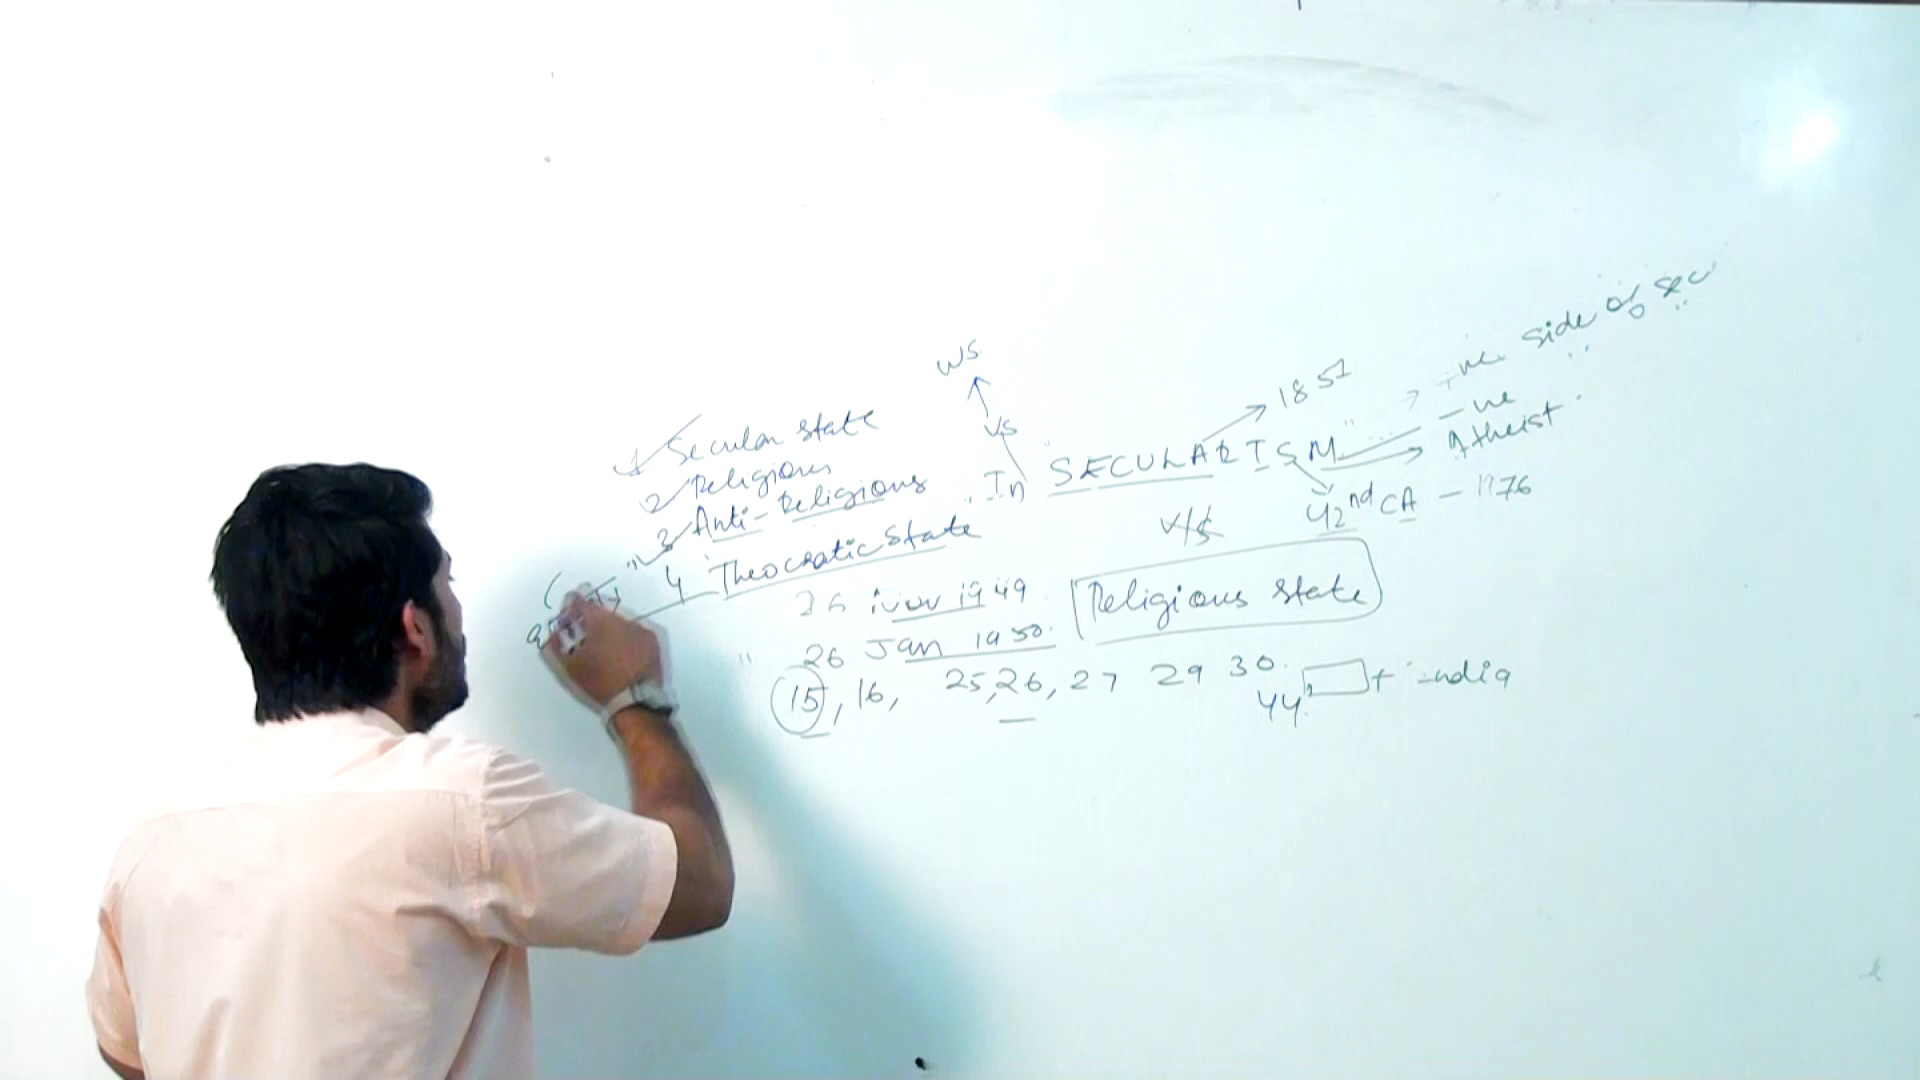 WS
VS
"In "SECULARISM"
1851
+ve side of sec
-ve
Atheist
42nd CA - 1976
1 Secular state
2 Religious
3 Anti-Religious
4 Theocratic State
V/S
"Religious state
26 Nov 1949
26 Jan 1950.
15, 16, 25, 26, 27 29 30.
44. + India